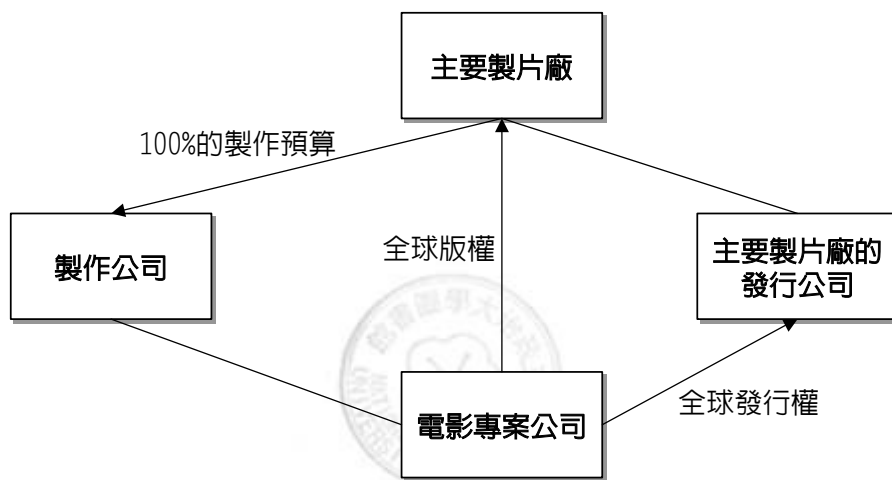 主要製片廠
100%的製作預算
製作公司
全球版權
主要製片廠的
發行公司
電影專案公司
全球發行權